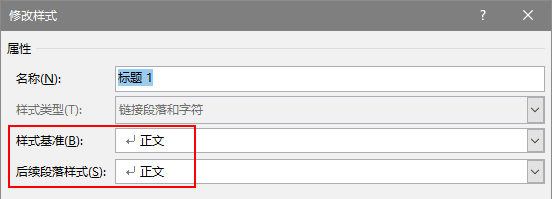 修改样式
属性
名称(N): 标题 1
样式类型(T): 链接段落和字符
样式基准(B): ↵ 正文
后续段落样式(S): ↵ 正文